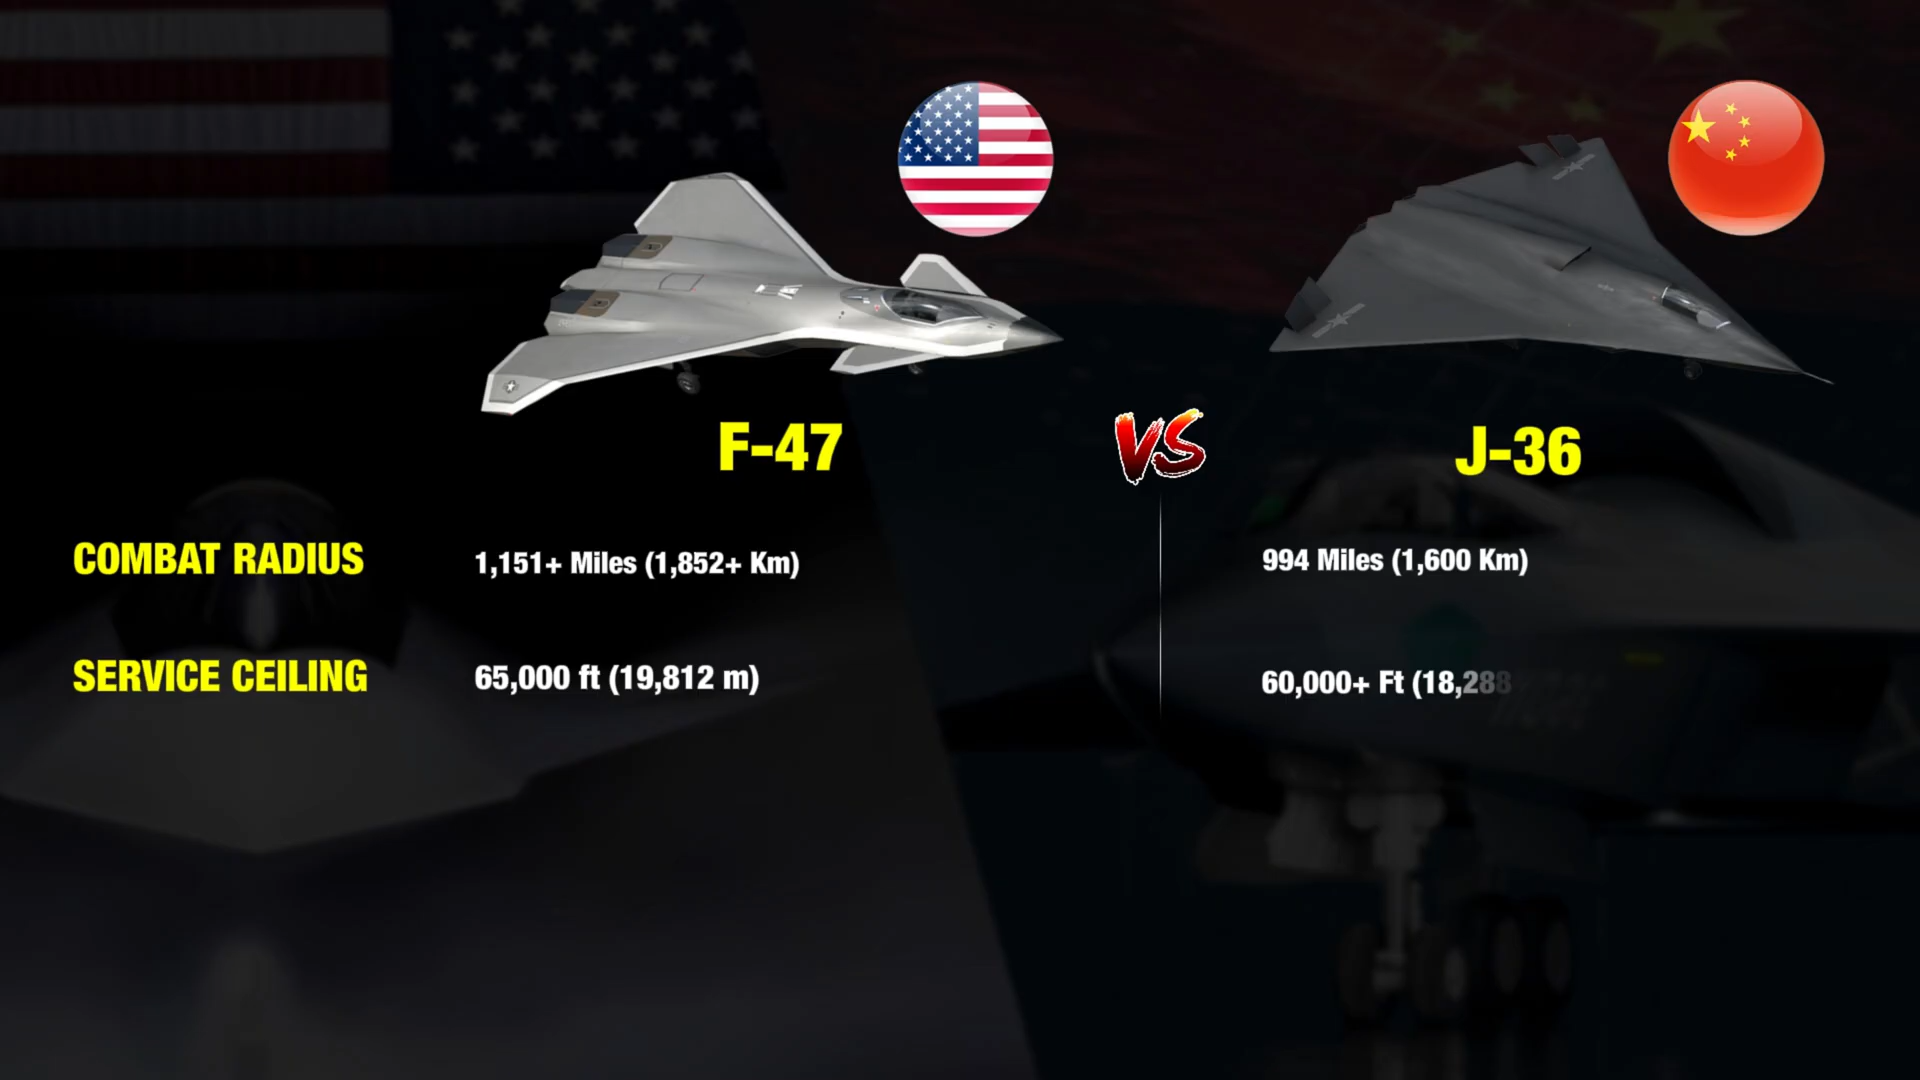 F-47
VS
J-36
COMBAT RADIUS
1,151+ Miles (1,852+ Km)
994 Miles (1,600 Km)
SERVICE CEILING
65,000 ft (19,812 m)
60,000+ Ft (18,288